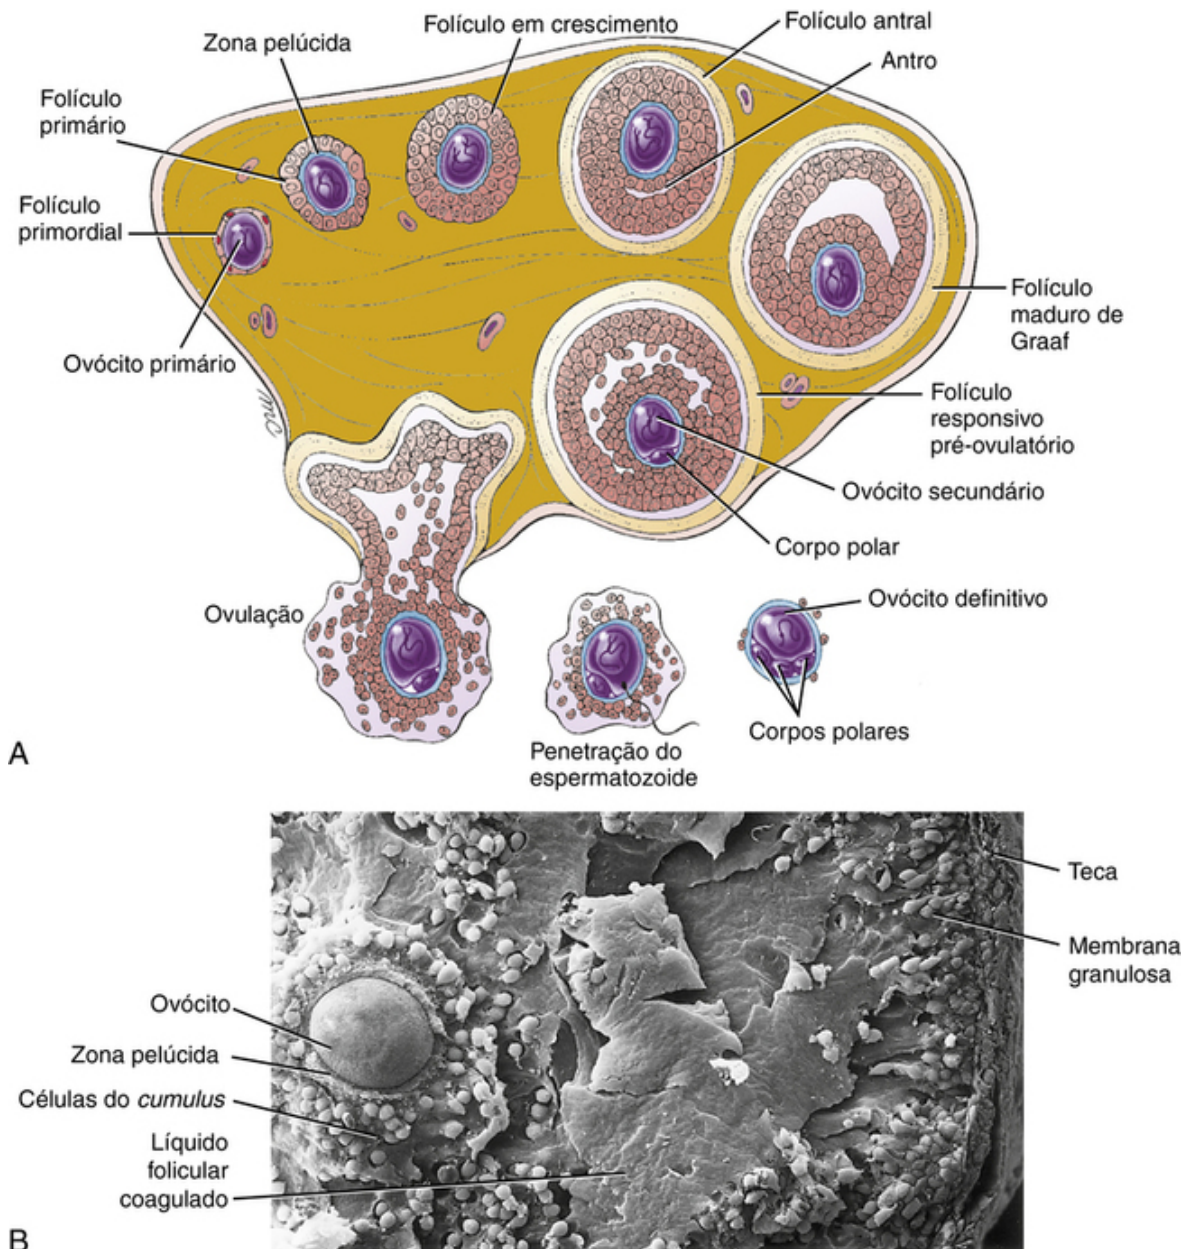 Folículo em crescimento
Folículo antral
Zona pelúcida
Antro
Folículo
primário
Folículo
primordial
Ovócito primário
Folículo
maduro de
Graaf
Folículo
responsivo
pré-ovulatório
Ovócito secundário
Corpo polar
Ovulação
Ovócito definitivo
Corpos polares
Penetração do
espermatozoide
A
Teca
Membrana
granulosa
Ovócito
Zona pelúcida
Células do cumulus
Líquido
folicular
coagulado
B